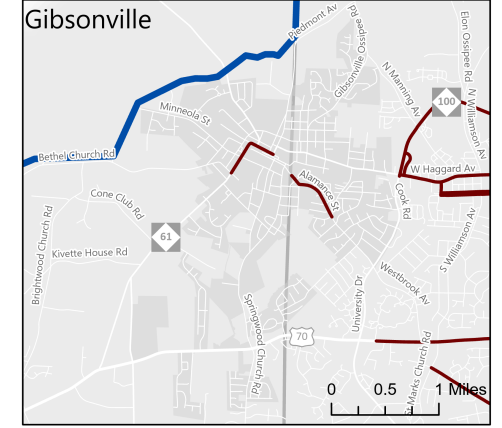 Gibsonville
Piedmont Av
Gibsonville Ossipee Rd
Elon Ossipee Rd
N Manning Av
N Williamson Av
100
Minneola St
Bethel Church Rd
W Haggard Av
Alamance St
Cook Rd
Cone Club Rd
Brightwood Church Rd
61
Kivette House Rd
S Williamson Av
Westbrook Av
University Dr
Springwood Church Rd
70
Marks Church Rd
0 0.5 1 Miles